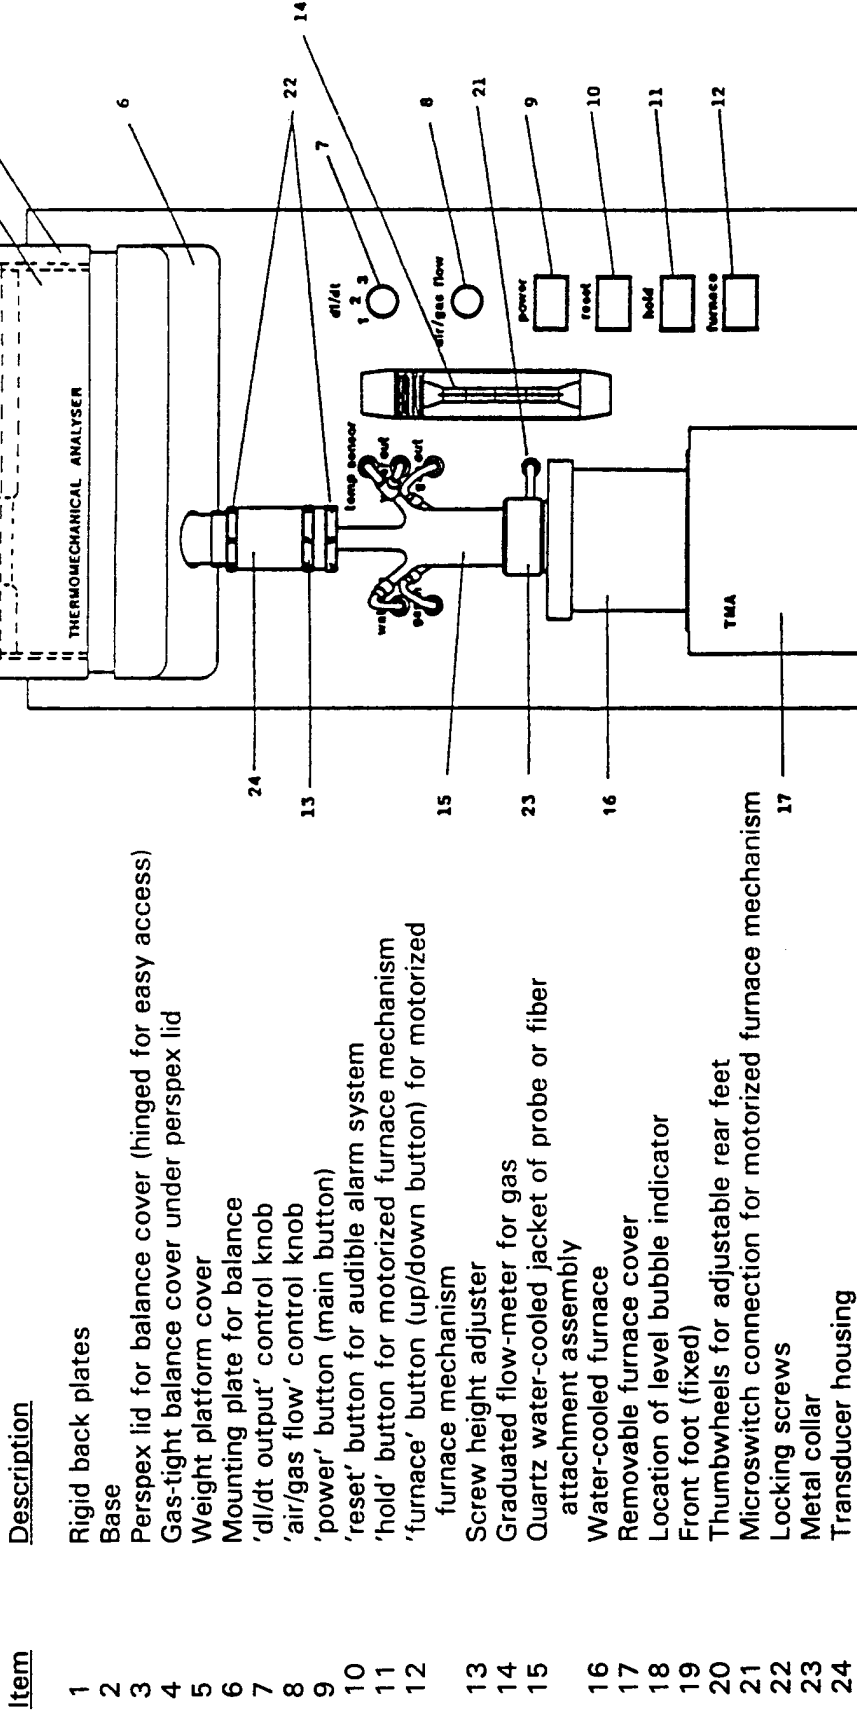 Item Description
1 Rigid back plates
2 Base
3 Perspex lid for balance cover (hinged for easy access)
4 Gas-tight balance cover under perspex lid
5 Weight platform cover
6 Mounting plate for balance
7 'dl/dt output' control knob
8 'air/gas flow' control knob
9 'power' button (main button)
10 'reset' button for audible alarm system
11 'hold' button for motorized furnace mechanism
12 'furnace' button (up/down button) for motorized
furnace mechanism
13 Screw height adjuster
14 Graduated flow-meter for gas
15 Quartz water-cooled jacket of probe or fiber
attachment assembly
16 Water-cooled furnace
17 Removable furnace cover
18 Location of level bubble indicator
19 Front foot (fixed)
20 Thumbwheels for adjustable rear feet
21 Microswitch connection for motorized furnace mechanism
22 Locking screws
23 Metal collar
24 Transducer housing
THERMOMECHANICAL ANALYSER
6
22
14
dl/dt
1 2 3
7
temp sensor
out
out
air/gas flow
8
21
power
9
reset
10
hold
11
furnace
12
24
13
15
23
16
TMA
17